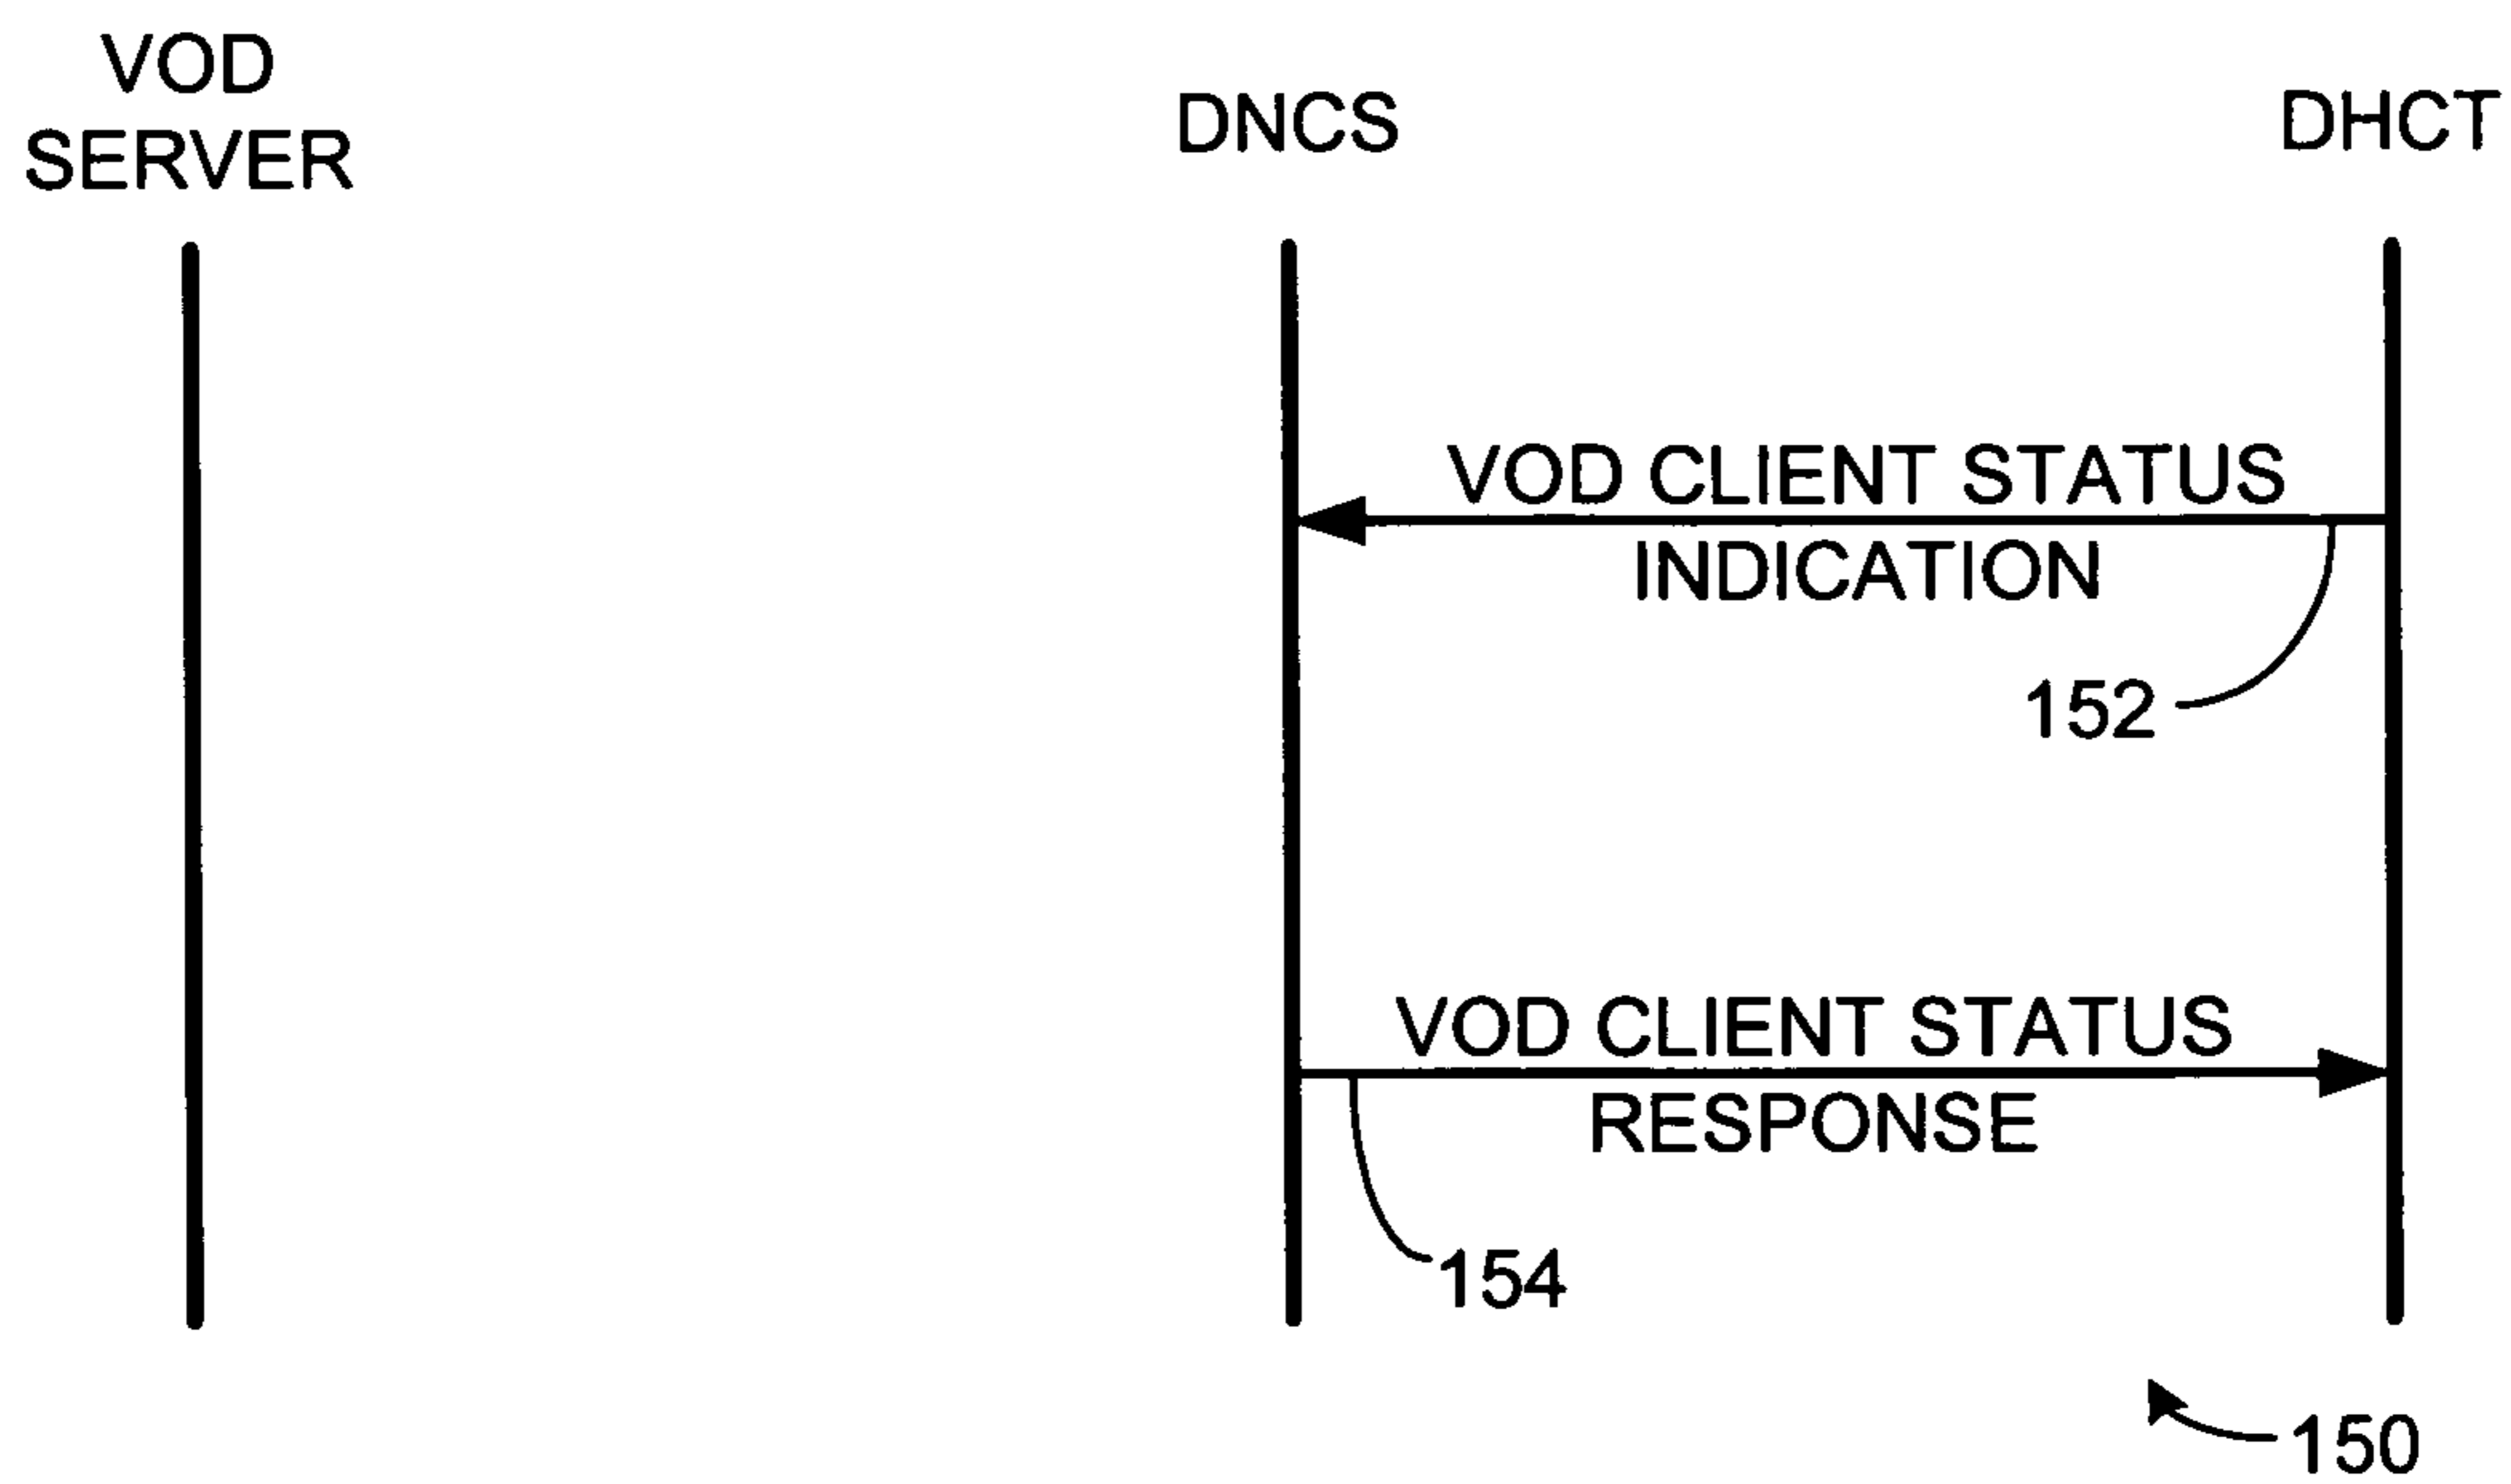 VOD
SERVER
DNCS
DHCT
VOD CLIENT STATUS
INDICATION
152
VOD CLIENT STATUS
RESPONSE
154
150